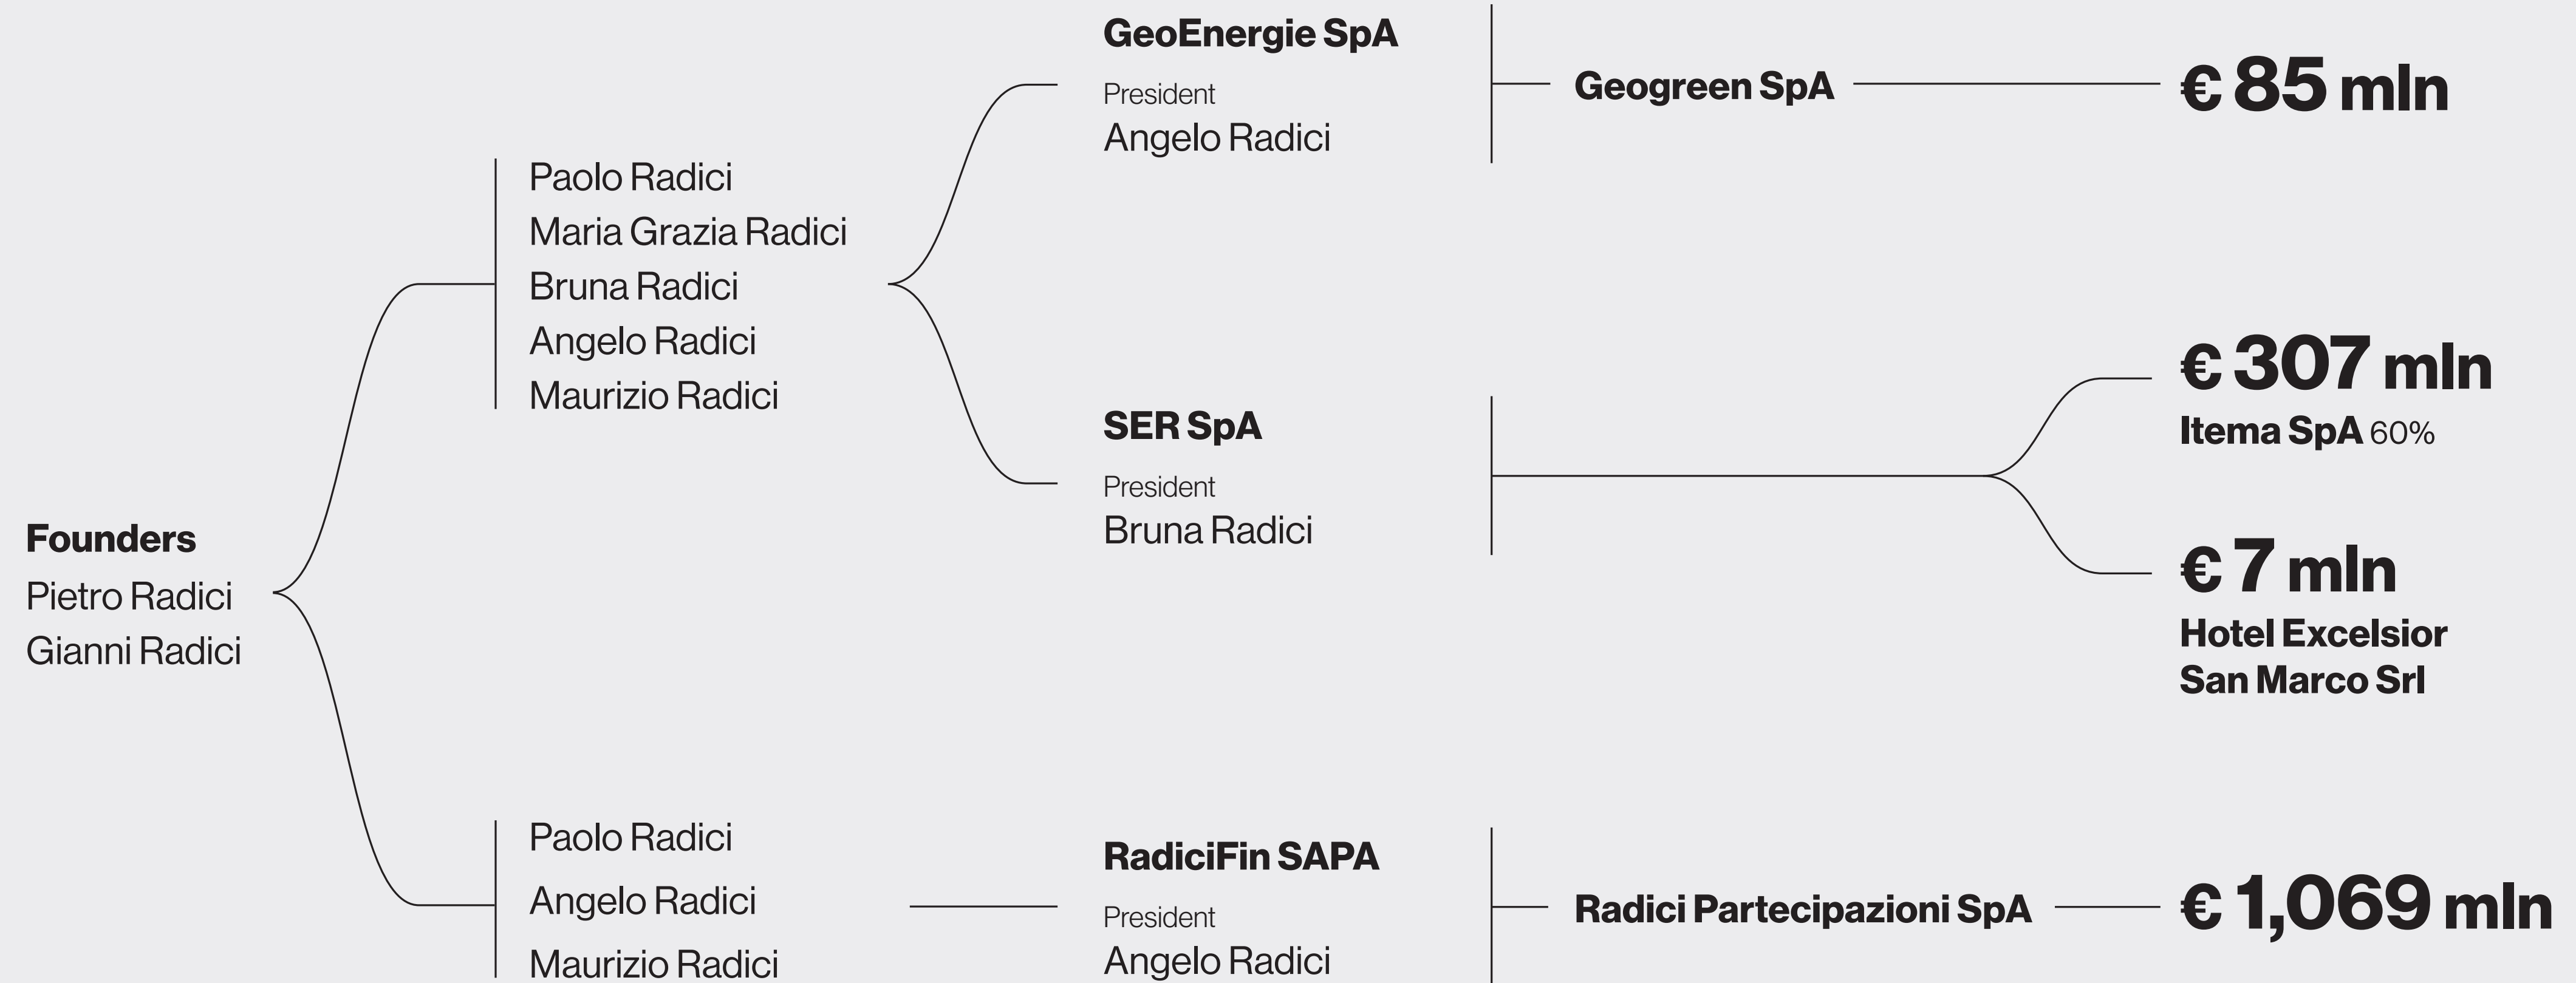 Founders
Pietro Radici
Gianni Radici
Paolo Radici
Maria Grazia Radici
Bruna Radici
Angelo Radici
Maurizio Radici
GeoEnergie SpA
President
Angelo Radici
Geogreen SpA
€ 85 mln
SER SpA
President
Bruna Radici
€ 307 mln
Itema SpA 60%
€ 7 mln
Hotel Excelsior
San Marco Srl
Paolo Radici
Angelo Radici
Maurizio Radici
RadiciFin SAPA
President
Angelo Radici
Radici Partecipazioni SpA
€ 1,069 mln